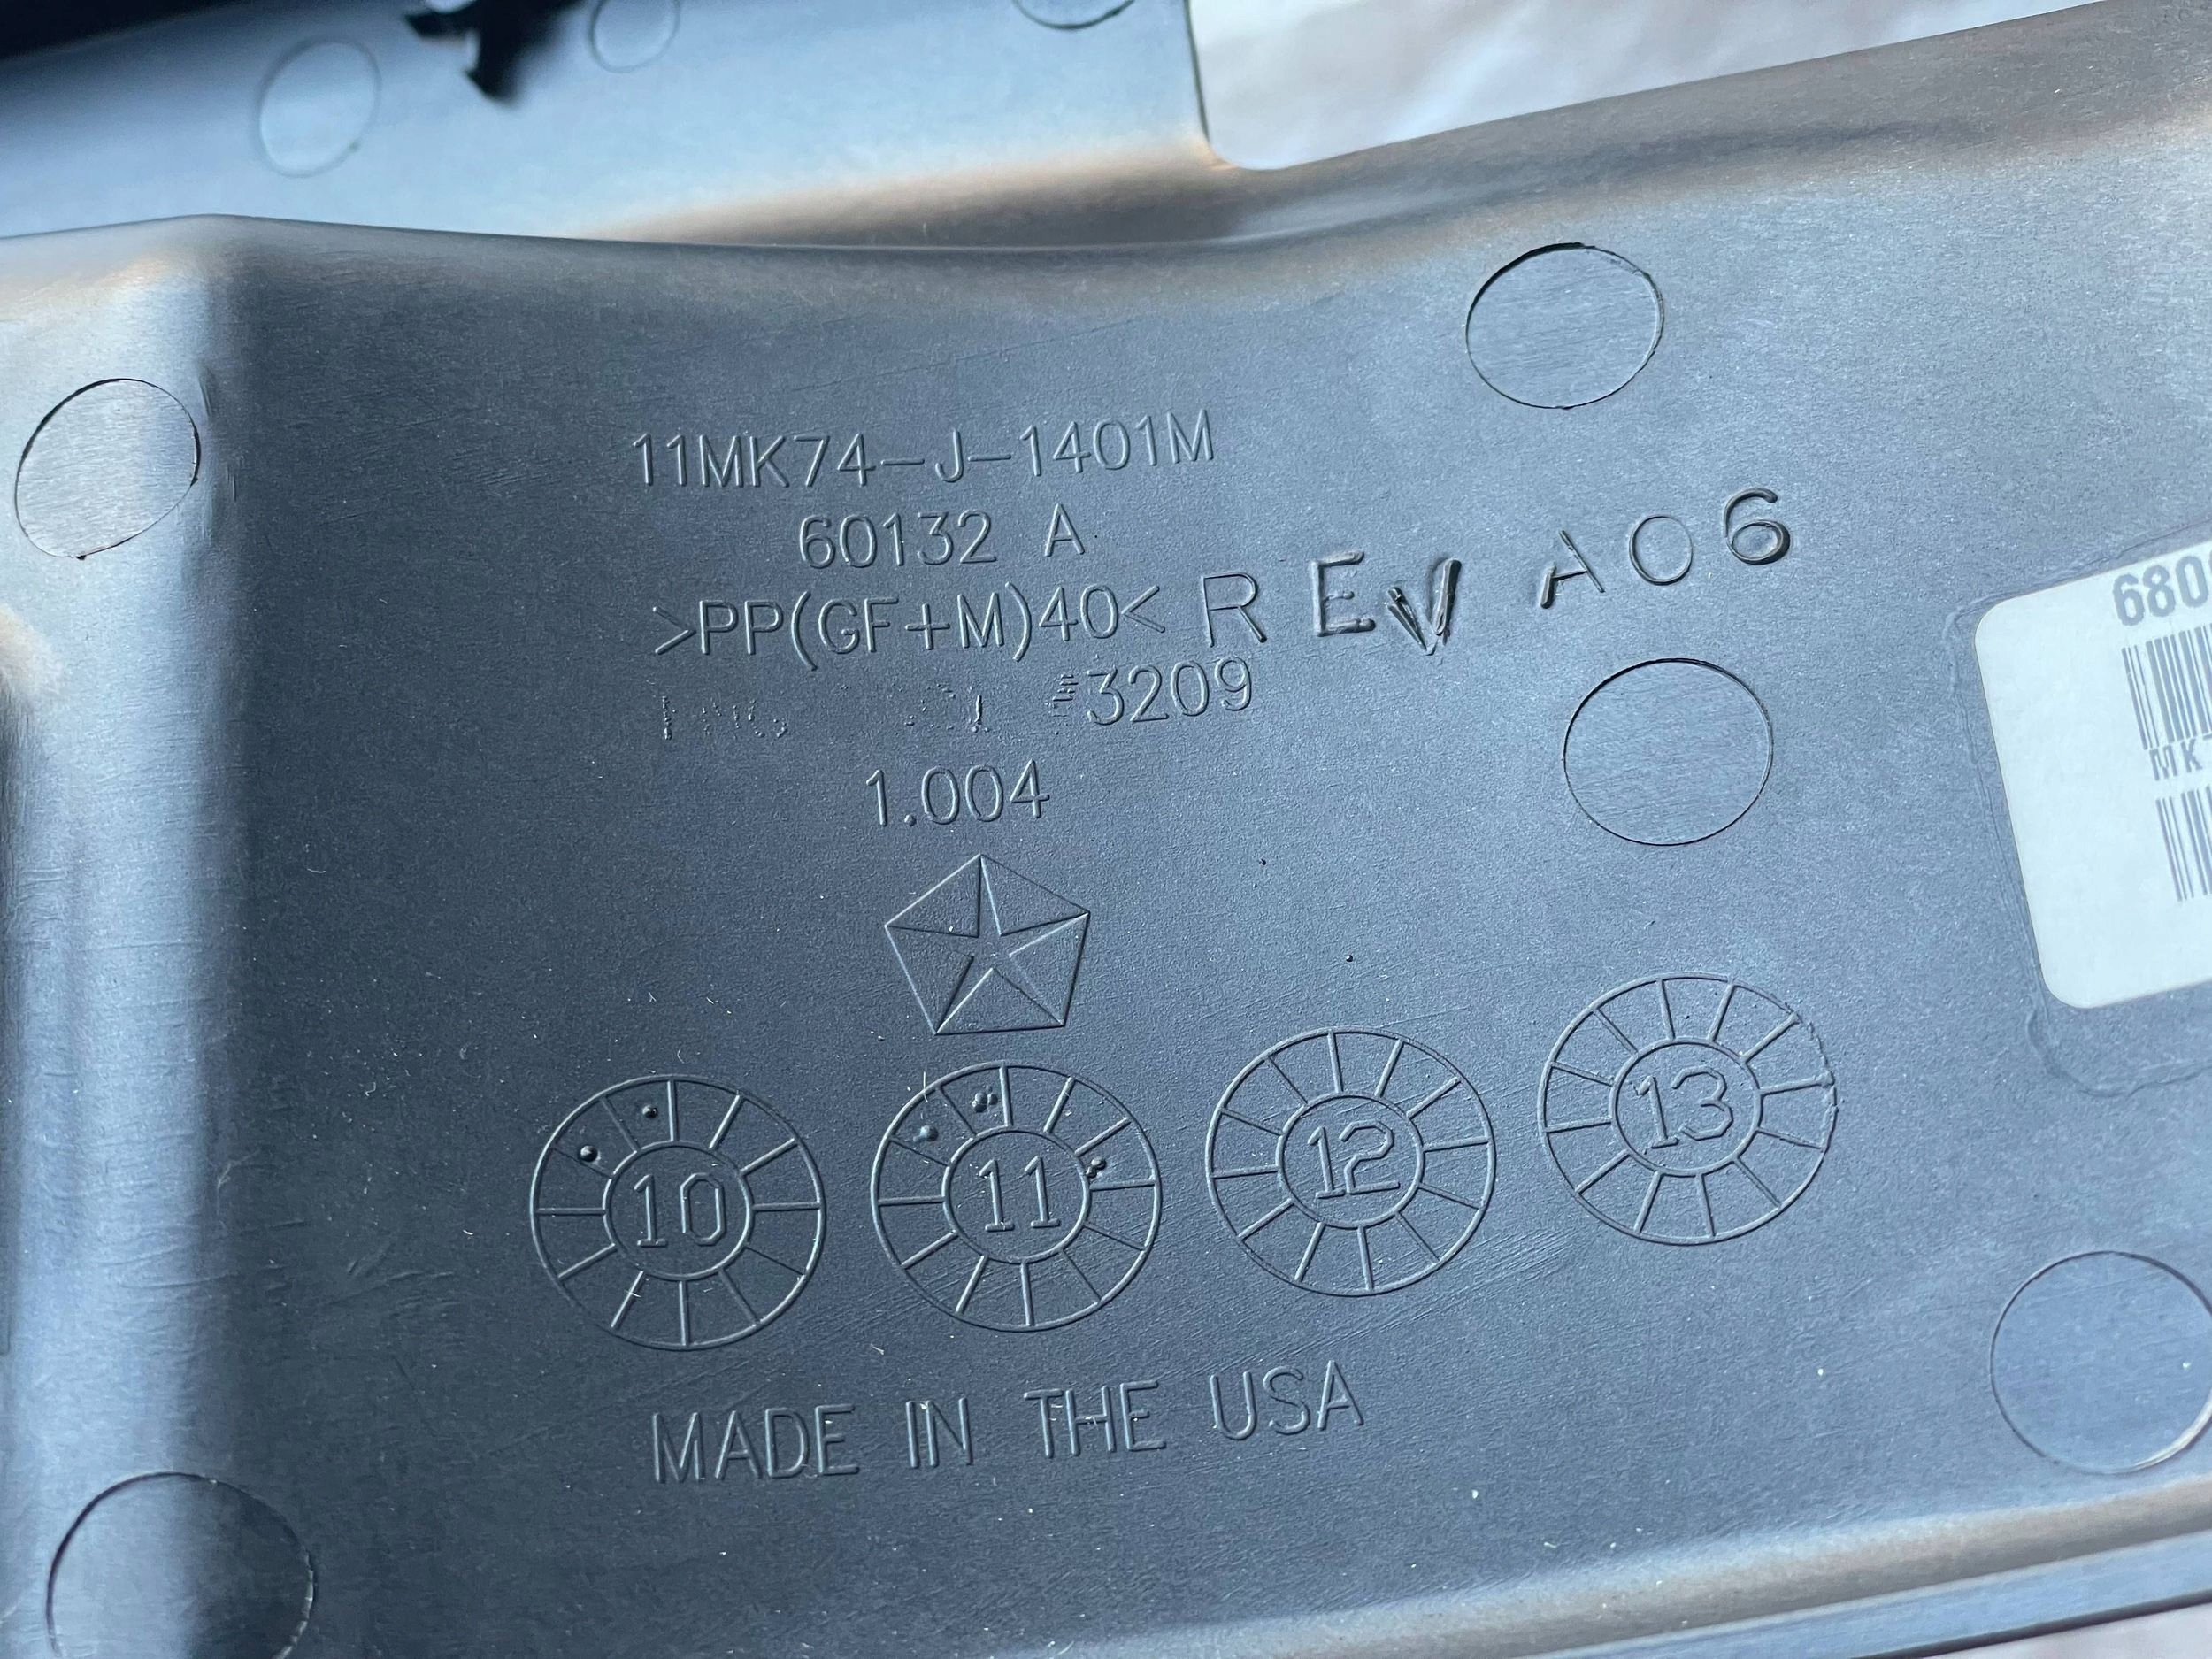 11MK74-J-1401M
60132 A
>PP(GF+M)40< REV A06
3209
1.004
10 11 12 13
MADE IN THE USA
680
MK